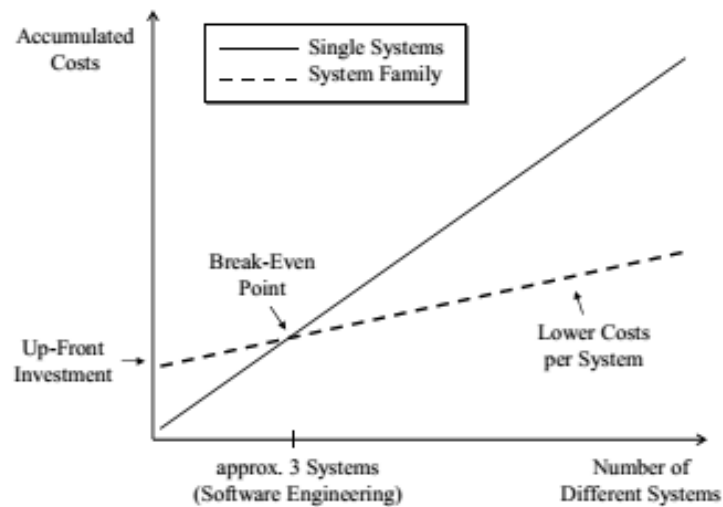 Accumulated
Costs
Single Systems
System Family
Break-Even
Point
Up-Front
Investment
Lower Costs
per System
approx. 3 Systems
(Software Engineering)
Number of
Different Systems